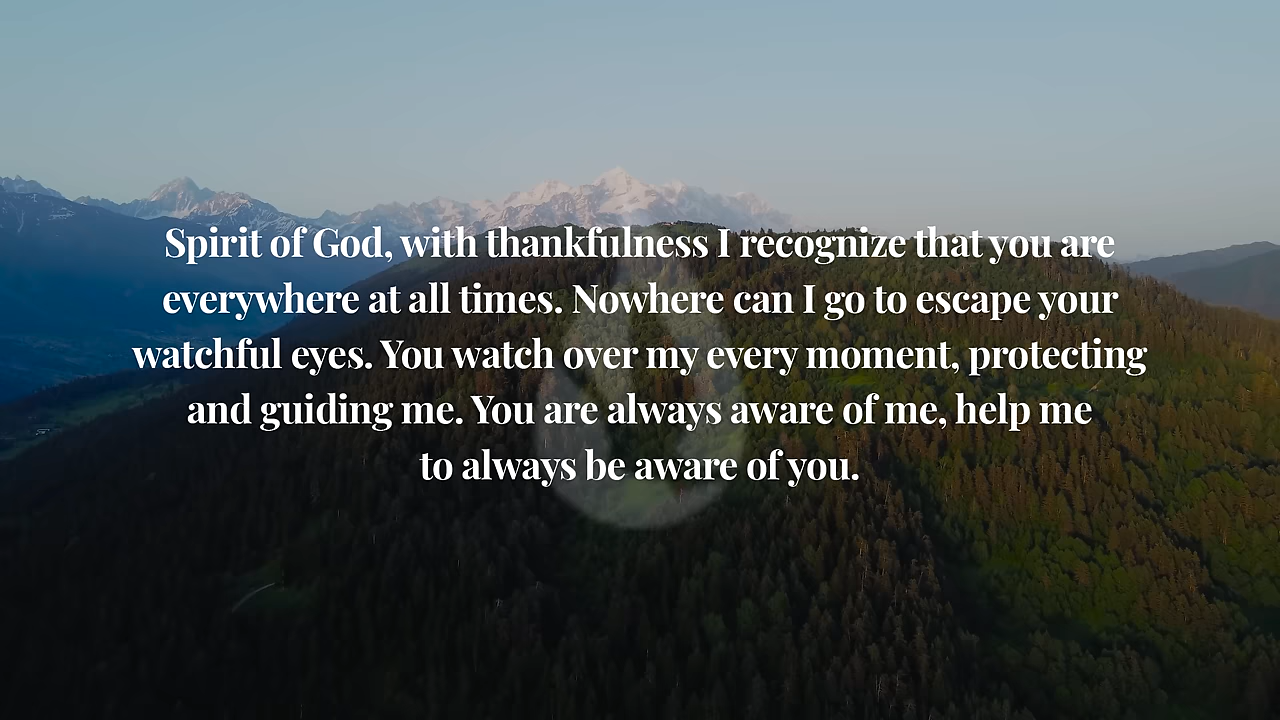 Spirit of God, with thankfulness I recognize that you are
everywhere at all times. Nowhere can I go to escape your
watchful eyes. You watch over my every moment, protecting
and guiding me. You are always aware of me, help me
to always be aware of you.